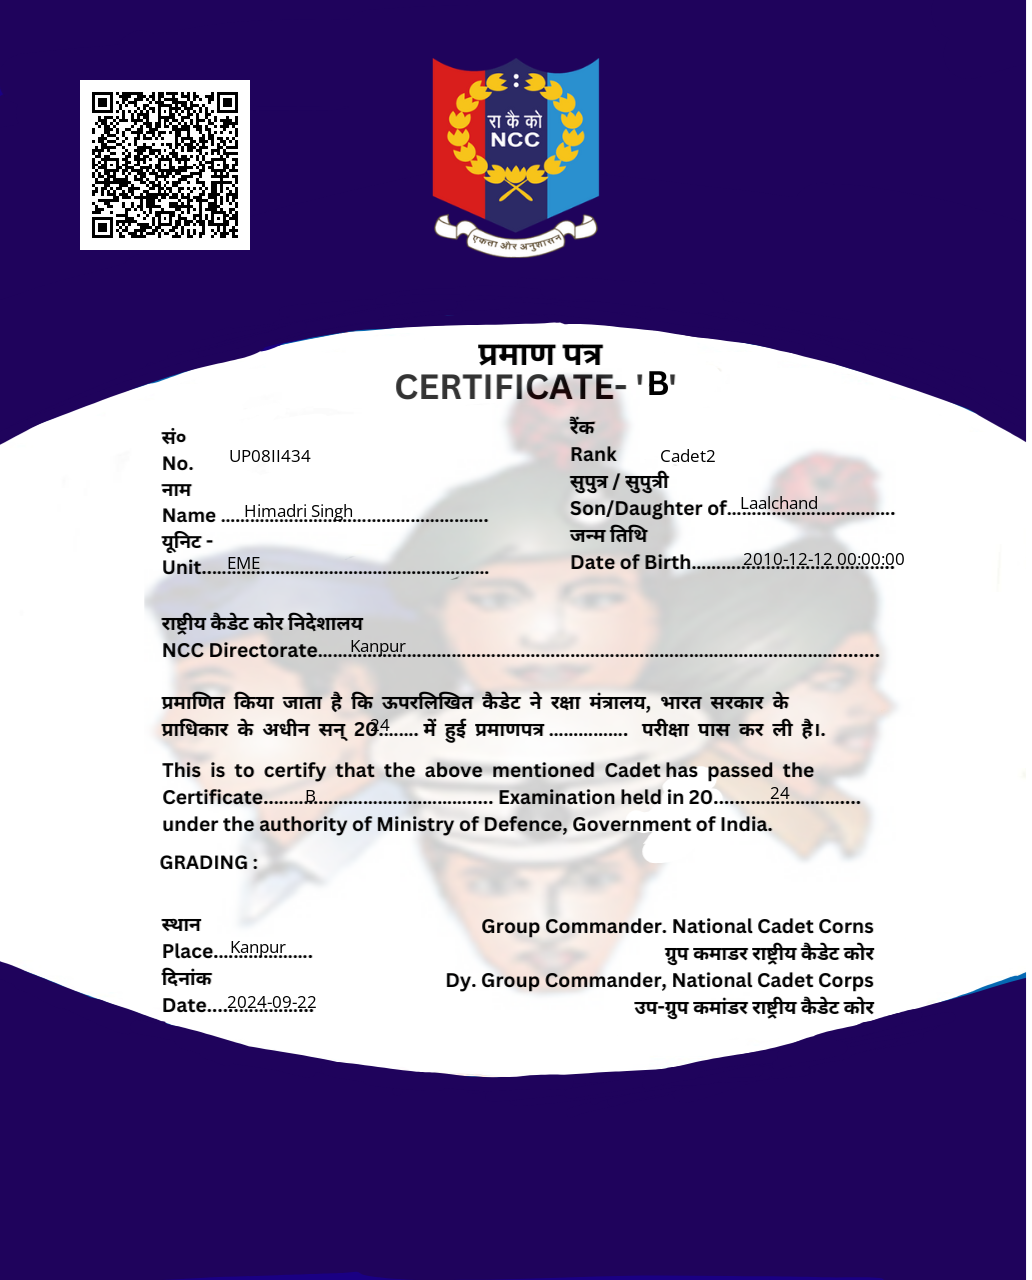 रा कै को
NCC
एकता और अनुशासन
प्रमाण पत्र
CERTIFICATE- 'B'
सं०
No. UP08II434
नाम
Name ......Himadri Singh......
यूनिट -
Unit......EME......
रैंक
Rank Cadet2
सुपुत्र / सुपुत्री
Son/Daughter of......Laalchand......
जन्म तिथि
Date of Birth......2010-12-12 00:00:00
राष्ट्रीय कैडेट कोर निदेशालय
NCC Directorate......Kanpur......
प्रमाणित किया जाता है कि ऊपरलिखित कैडेट ने रक्षा मंत्रालय, भारत सरकार के
प्राधिकार के अधीन सन् 20..24...... में हुई प्रमाणपत्र ................ परीक्षा पास कर ली है।.
This is to certify that the above mentioned Cadet has passed the
Certificate......B...... Examination held in 20......24......
under the authority of Ministry of Defence, Government of India.
GRADING :
स्थान
Place....Kanpur......
दिनांक
Date....2024-09-22
Group Commander. National Cadet Corns
ग्रुप कमाडर राष्ट्रीय कैडेट कोर
Dy. Group Commander, National Cadet Corps
उप-ग्रुप कमांडर राष्ट्रीय कैडेट कोर